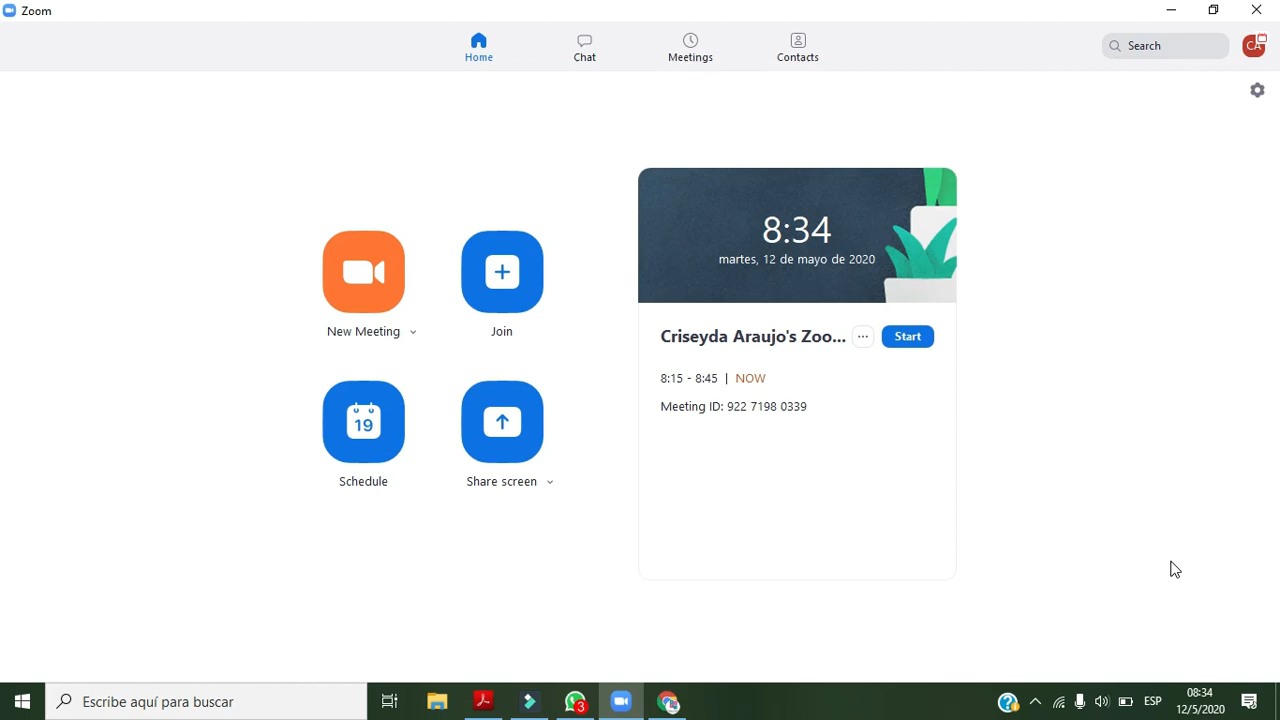 Zoom
Home
Chat
Meetings
Contacts
Search
CA
8:34
martes, 12 de mayo de 2020
New Meeting
Join
Criseyda Araujo's Zoo...
Start
8:15 - 8:45 | NOW
Meeting ID: 922 7198 0339
19
Schedule
Share screen
Escribe aquí para buscar
3
ESP
08:34
12/5/2020